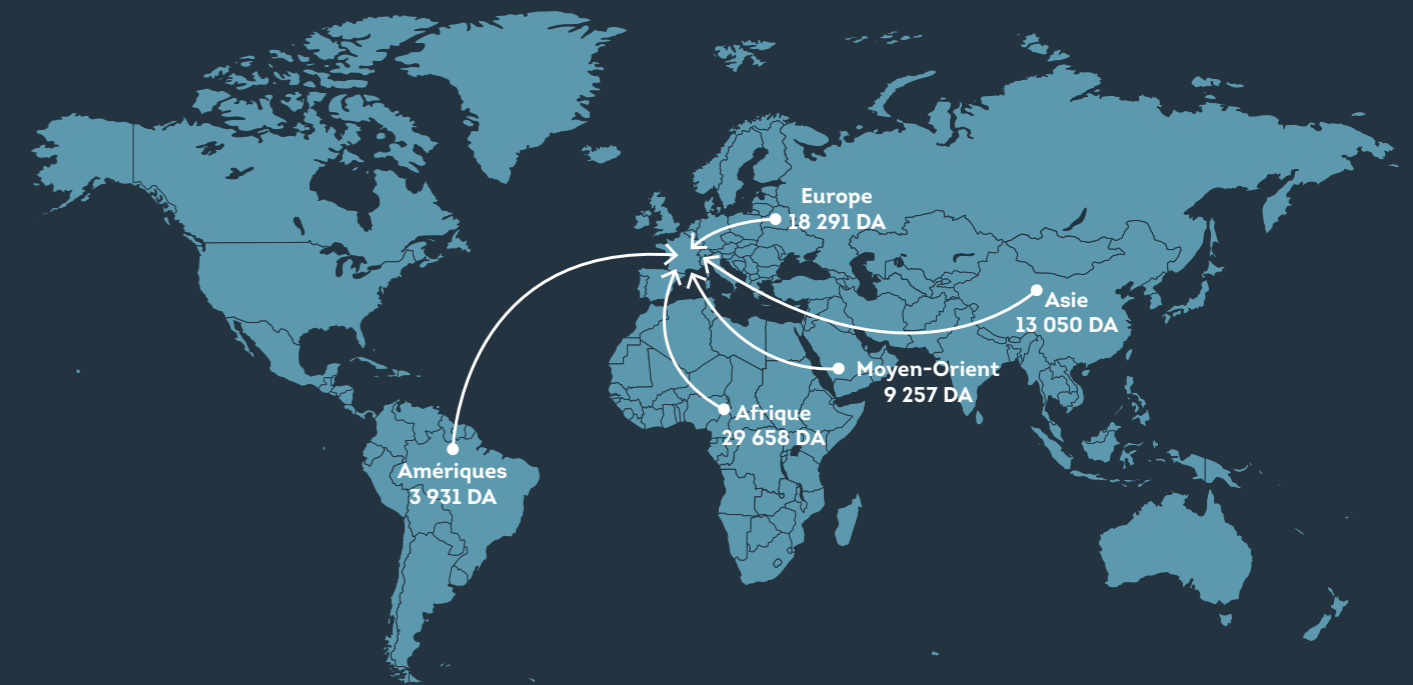 Europe
18 291 DA
Asie
13 050 DA
Moyen-Orient
9 257 DA
Afrique
29 658 DA
Amériques
3 931 DA